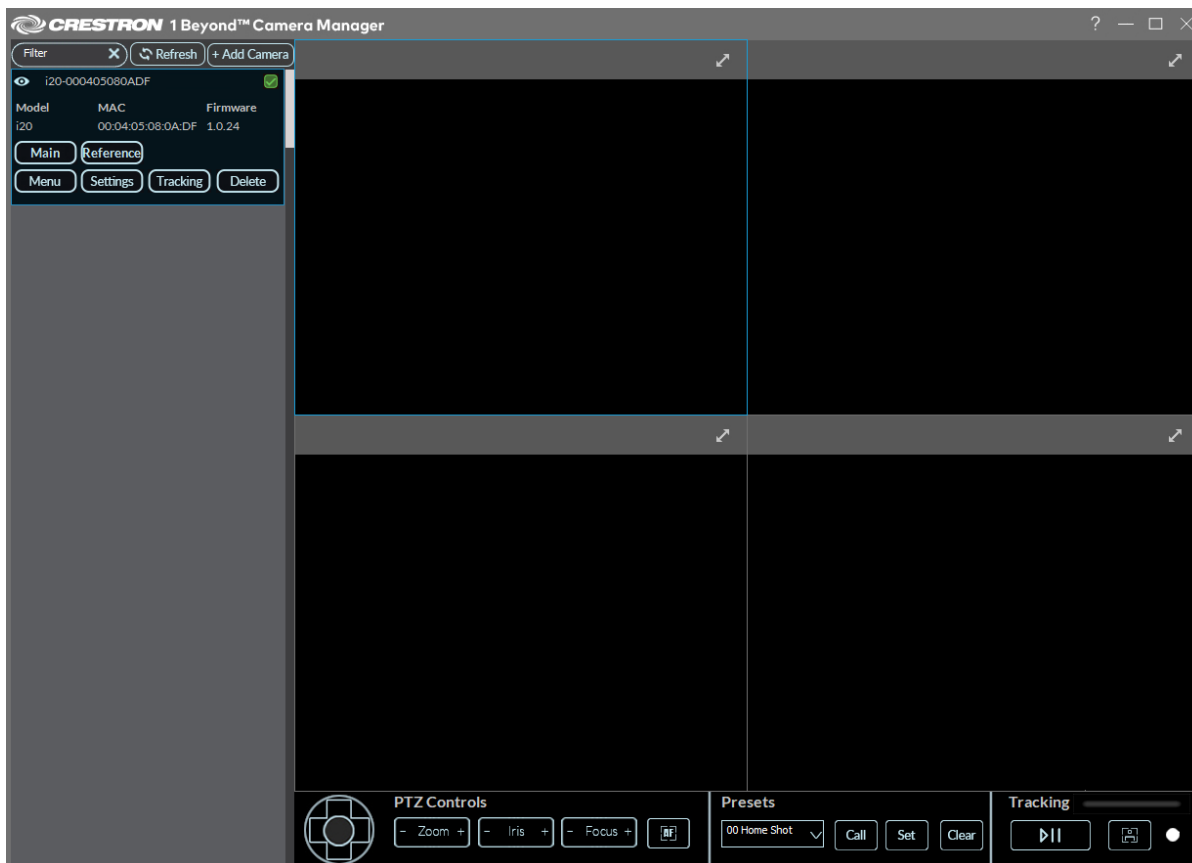 CRESTRON 1 Beyond™ Camera Manager ?
Filter Refresh + Add Camera
i20-000405080ADF
Model MAC Firmware
i20 00:04:05:08:0A:DF 1.0.24
Main Reference
Menu Settings Tracking Delete
PTZ Controls
- Zoom + - Iris + - Focus + AF
Presets
00 Home Shot Call Set Clear
Tracking